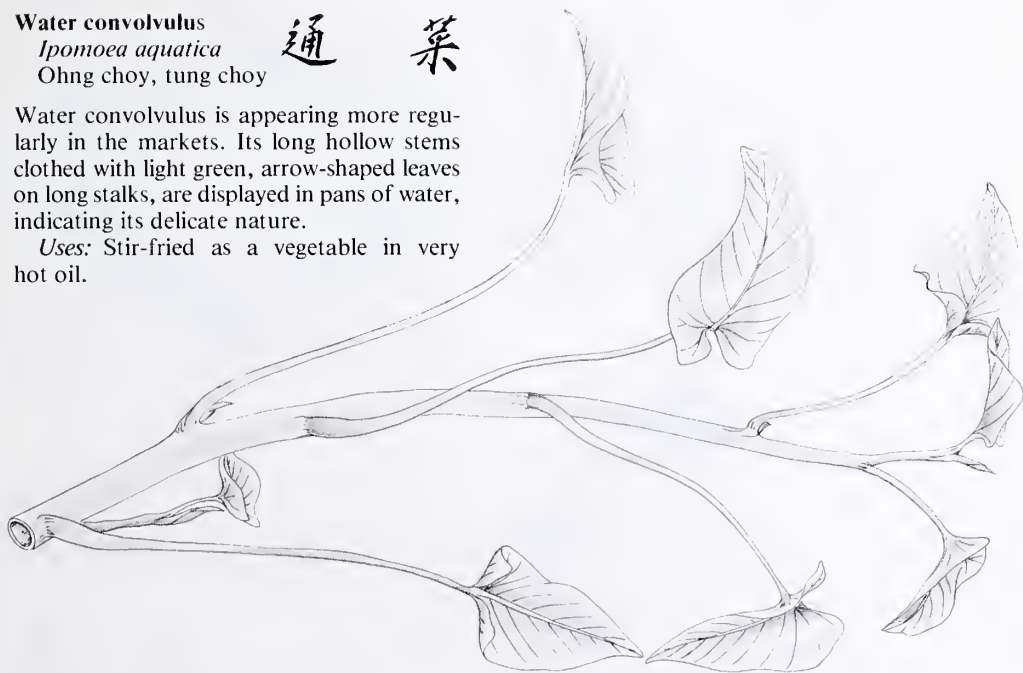 Water convolvulus
Ipomoea aquatica
Ohng choy, tung choy
通 菜
Water convolvulus is appearing more regu-
larly in the markets. Its long hollow stems
clothed with light green, arrow-shaped leaves
on long stalks, are displayed in pans of water,
indicating its delicate nature.
Uses: Stir-fried as a vegetable in very
hot oil.